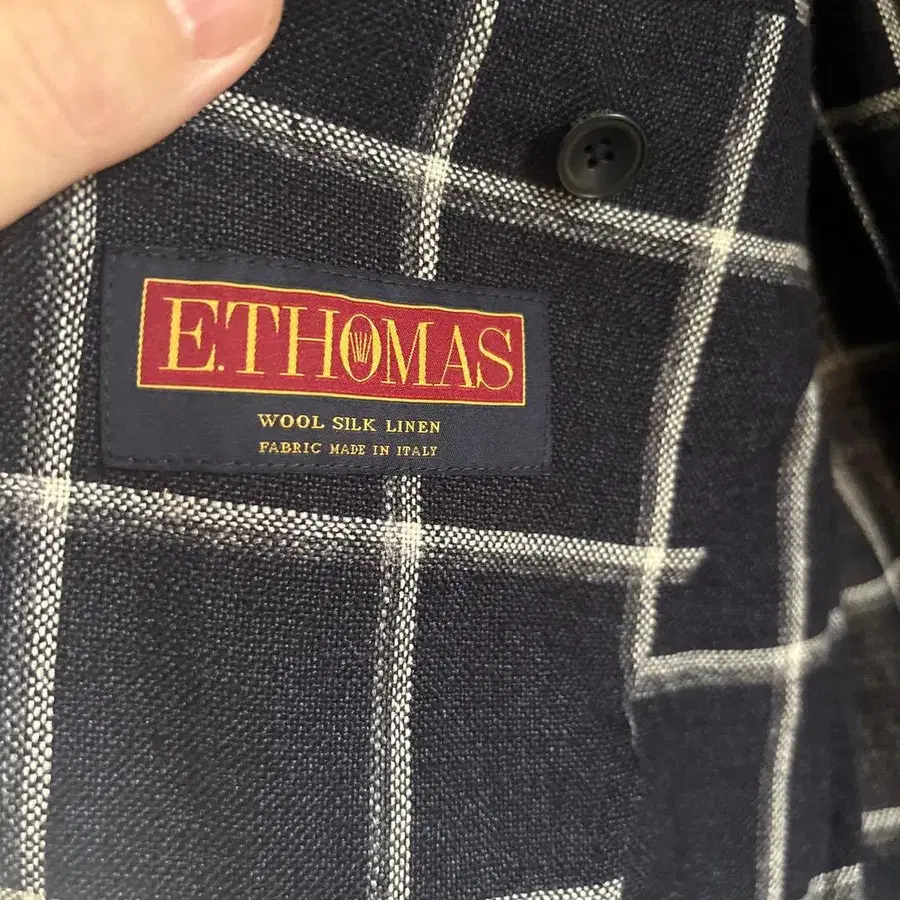 E.THOMAS
WOOL SILK LINEN
FABRIC MADE IN ITALY